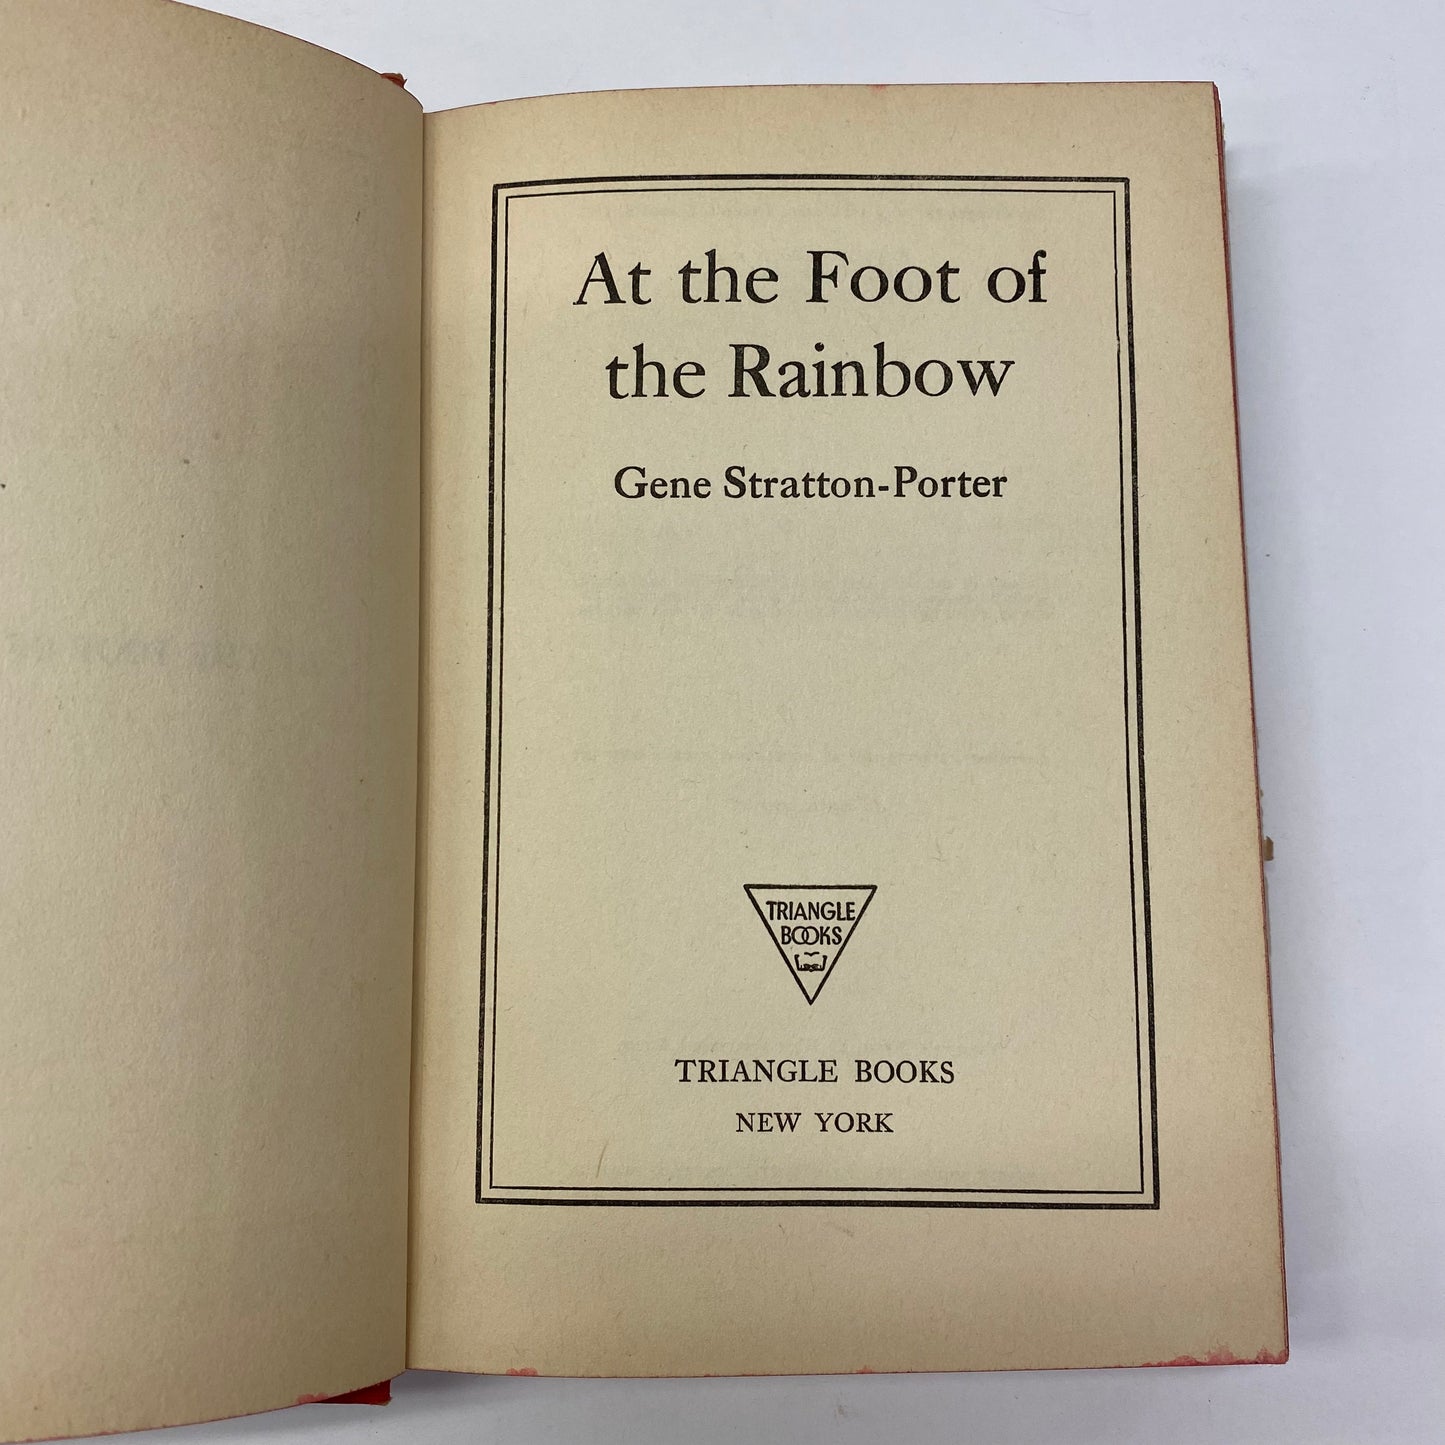 At the Foot of
the Rainbow
Gene Stratton-Porter
TRIANGLE
BOOKS
TRIANGLE BOOKS
NEW YORK